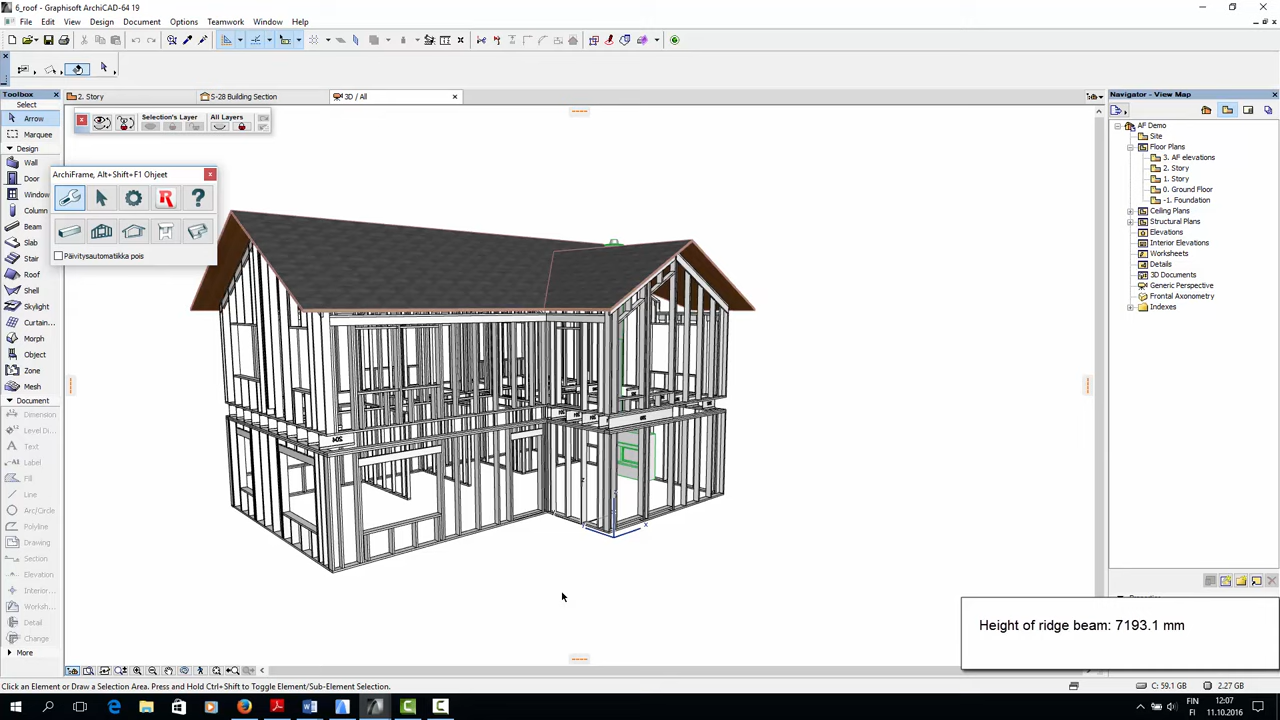 6_roof - Graphisoft ArchiCAD-64 19
File Edit View Design Document Options Teamwork Window Help
2. Story
S-28 Building Section
3D / All
Toolbox
Select
Arrow
Marquee
Design
Wall
Door
Window
Column
Beam
Slab
Stair
Roof
Shell
Skylight
Curtain...
Morph
Object
Zone
Mesh
Document
Dimension
Level Di...
Text
Label
Fill
Line
Arc/Circle
Polyline
Drawing
Section
Elevation
Interior...
Worksh...
Detail
Change
More
Selection's Layer
All Layers
ArchiFrame, Alt+Shift+F1 Ohjeet
Päivitysautomatiikka pois
Navigator - View Map
AF Demo
Site
Floor Plans
3. AF elevations
2. Story
1. Story
0. Ground Floor
-1. Foundation
Ceiling Plans
Structural Plans
Elevations
Interior Elevations
Worksheets
Details
3D Documents
Generic Perspective
Frontal Axonometry
Indexes
x
Height of ridge beam: 7193.1 mm
Click an Element or Draw a Selection Area. Press and Hold Ctrl+Shift to Toggle Element/Sub-Element Selection.
C: 59.1 GB
2.27 GB
FIN
FI
12:07
11.10.2016